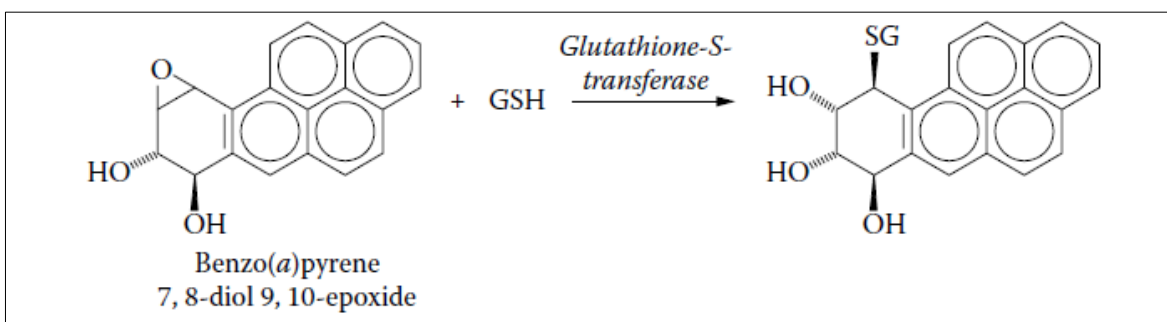 O
HO
OH
+ GSH
Glutathione-S-
transferase
SG
HO
HO
OH
Benzo(a)pyrene
7, 8-diol 9, 10-epoxide